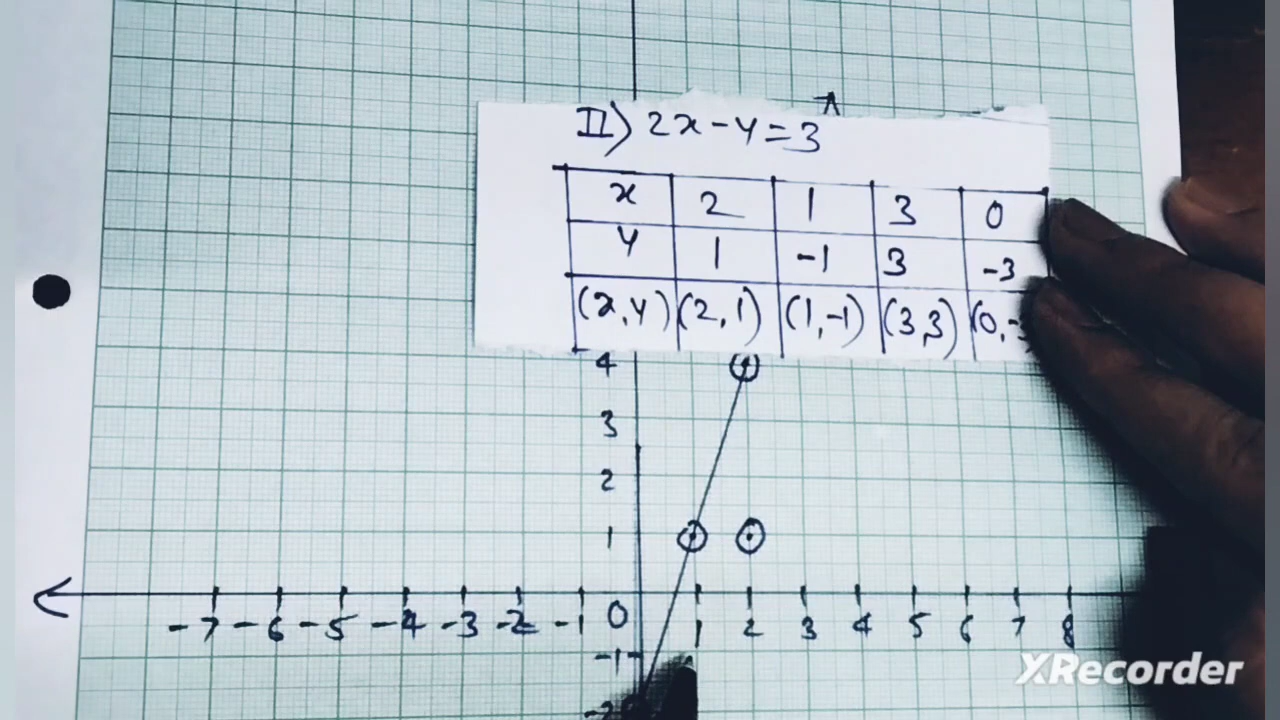 II) 2x-y=3
x 2 1 3 0
y 1 -1 3 -3
(x,y) (2,1) (1,-1) (3,3) (0,-
4
3
2
1
-7 -6 -5 -4 -3 -2 -1 0 1 2 3 4 5 6 7 8
-1
-2
XRecorder